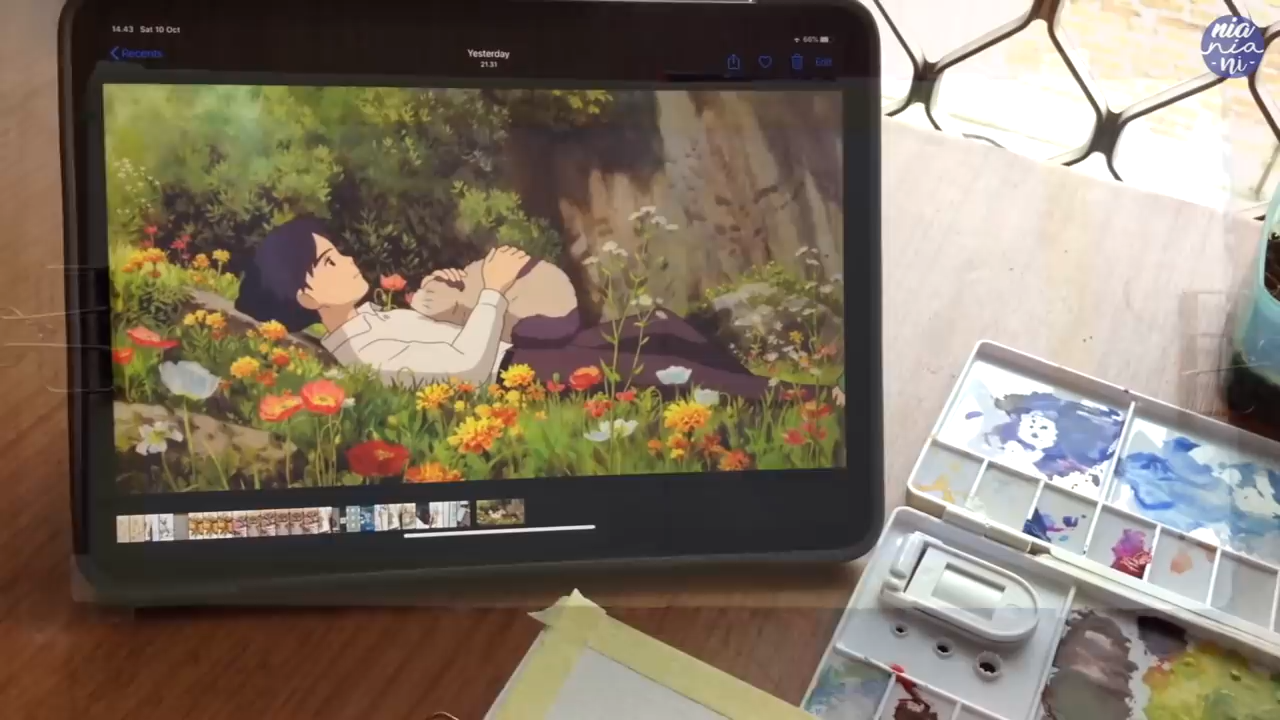 14.43 Sat 10 Oct
66%
Recents
Yesterday
21.31
Edit
nia
nia
-ni-